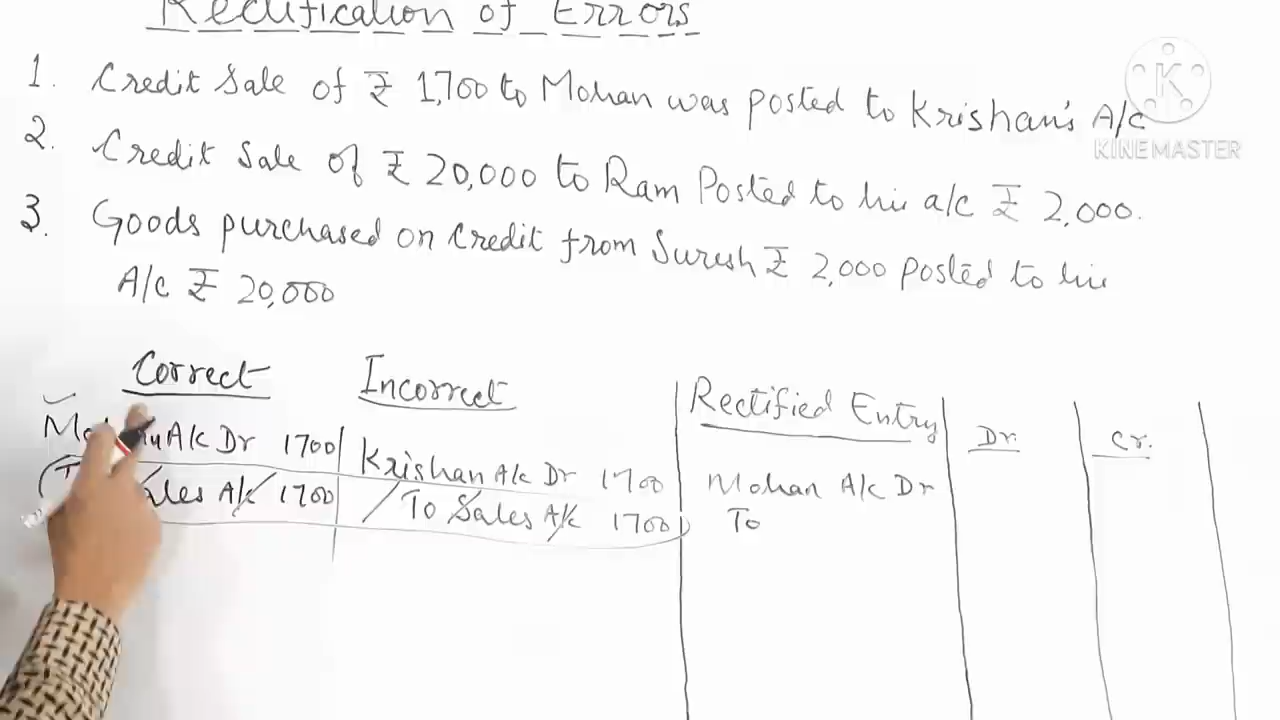 Rectification of Errors
1. Credit Sale of ₹ 1,700 to Mohan was posted to Krishan's A/c
2. Credit Sale of ₹ 20,000 to Ram Posted to his a/c ₹ 2,000.
3. Goods purchased on Credit from Suresh ₹ 2,000 posted to his
A/c ₹ 20,000
K
KINEMASTER
Correct Incorrect Rectified Entry Dr. Cr.
A/c Dr 1700 Krishan A/c Dr 1700 Mohan A/c Dr
Sales A/c 1700 To Sales A/c 1700 To